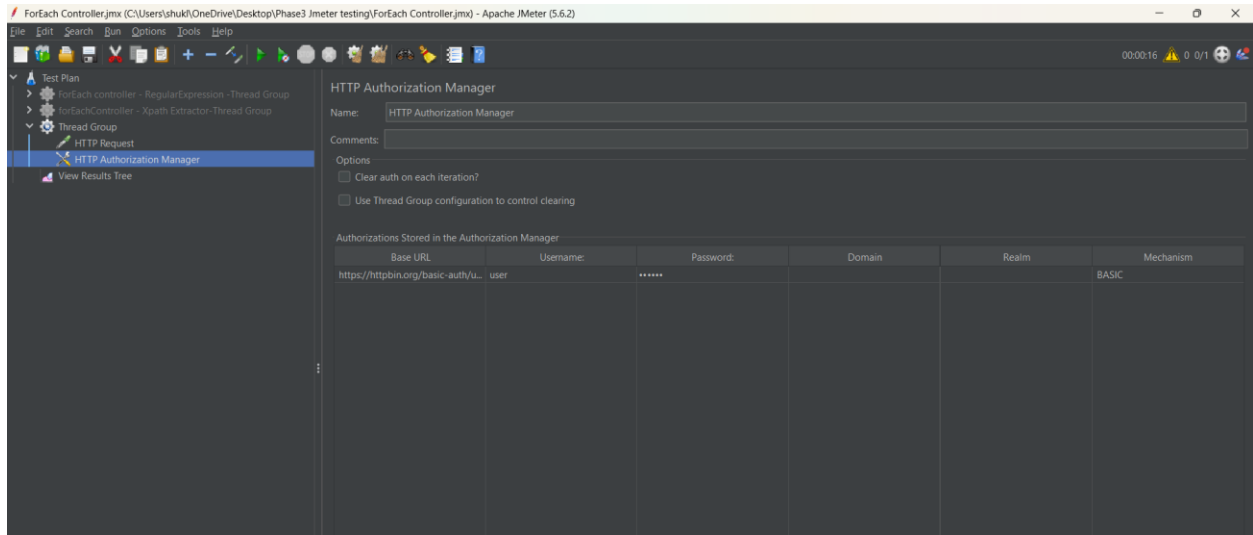 ForEach Controller.jmx (C:\Users\shukl\OneDrive\Desktop\Phase3 Jmeter testing\ForEach Controller.jmx) - Apache JMeter (5.6.2)
File Edit Search Run Options Tools Help
00:00:16 0 0/1
Test Plan
ForEach controller - RegularExpression -Thread Group
forEachController - Xpath Extractor-Thread Group
Thread Group
HTTP Request
HTTP Authorization Manager
View Results Tree
HTTP Authorization Manager
Name: HTTP Authorization Manager
Comments:
Options
Clear auth on each iteration?
Use Thread Group configuration to control clearing
Authorizations Stored in the Authorization Manager
Base URL Username: Password: Domain Realm Mechanism
https://httpbin.org/basic-auth/u... user •••••• BASIC